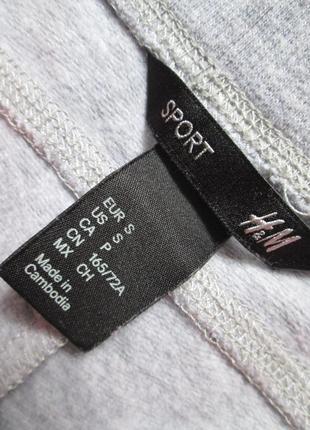 SPORT
H&M
EUR S
US S
CA P
CN 165/72A
MX CH
Made in
Cambodia